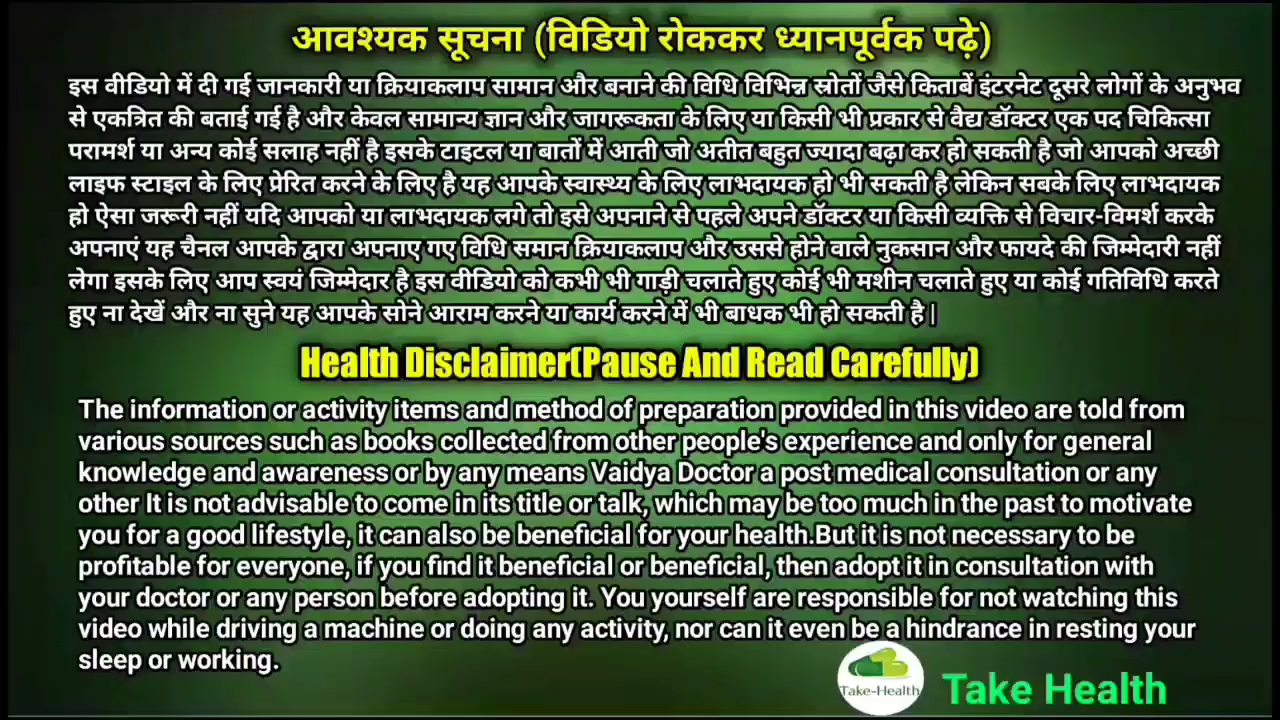 आवश्यक सूचना (विडियो रोककर ध्यानपूर्वक पढ़े)
इस वीडियो में दी गई जानकारी या क्रियाकलाप सामान और बनाने की विधि विभिन्न स्रोतों जैसे किताबें इंटरनेट दूसरे लोगों के अनुभव
से एकत्रित की बताई गई है और केवल सामान्य ज्ञान और जागरूकता के लिए या किसी भी प्रकार से वैद्य डॉक्टर एक पद चिकित्सा
परामर्श या अन्य कोई सलाह नहीं है इसके टाइटल या बातों में आती जो अतीत बहुत ज्यादा बढ़ा कर हो सकती है जो आपको अच्छी
लाइफ स्टाइल के लिए प्रेरित करने के लिए है यह आपके स्वास्थ्य के लिए लाभदायक हो भी सकती है लेकिन सबके लिए लाभदायक
हो ऐसा जरूरी नहीं यदि आपको या लाभदायक लगे तो इसे अपनाने से पहले अपने डॉक्टर या किसी व्यक्ति से विचार-विमर्श करके
अपनाएं यह चैनल आपके द्वारा अपनाए गए विधि समान क्रियाकलाप और उससे होने वाले नुकसान और फायदे की जिम्मेदारी नहीं
लेगा इसके लिए आप स्वयं जिम्मेदार है इस वीडियो को कभी भी गाड़ी चलाते हुए कोई भी मशीन चलाते हुए या कोई गतिविधि करते
हुए ना देखें और ना सुने यह आपके सोने आराम करने या कार्य करने में भी बाधक भी हो सकती है |
Health Disclaimer(Pause And Read Carefully)
The information or activity items and method of preparation provided in this video are told from
various sources such as books collected from other people's experience and only for general
knowledge and awareness or by any means Vaidya Doctor a post medical consultation or any
other It is not advisable to come in its title or talk, which may be too much in the past to motivate
you for a good lifestyle, it can also be beneficial for your health.But it is not necessary to be
profitable for everyone, if you find it beneficial or beneficial, then adopt it in consultation with
your doctor or any person before adopting it. You yourself are responsible for not watching this
video while driving a machine or doing any activity, nor can it even be a hindrance in resting your
sleep or working.
Take-Health
Take Health